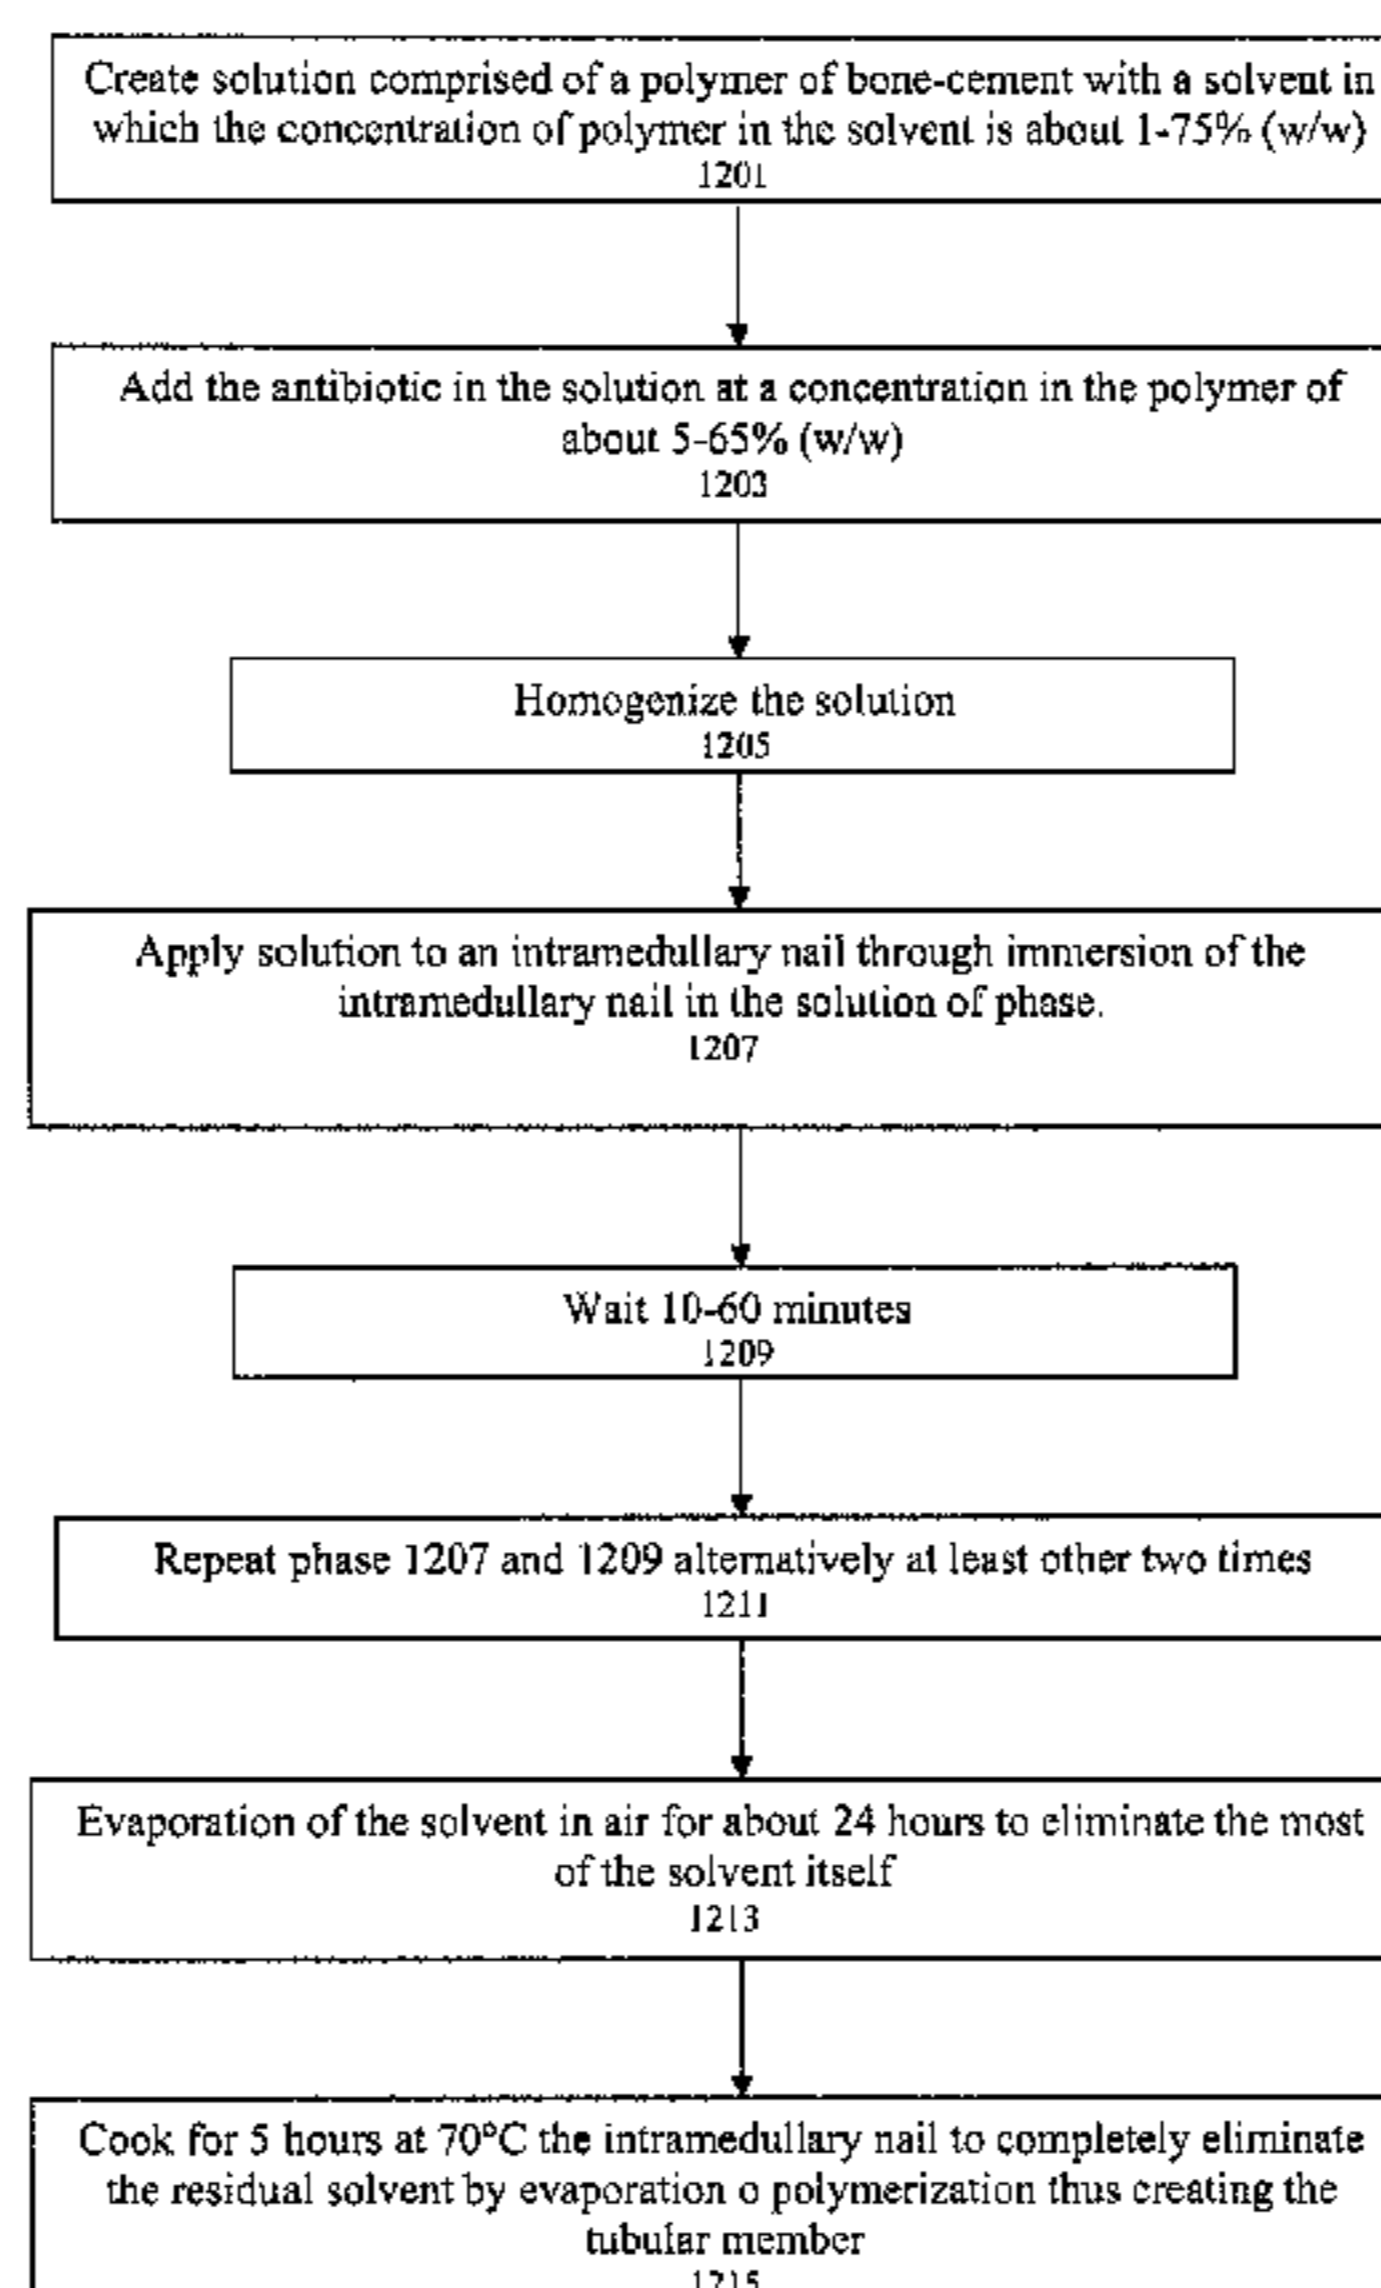 Create solution comprised of a polymer of bone-cement with a solvent in
which the concentration of polymer in the solvent is about 1-75% (w/w)
1201
Add the antibiotic in the solution at a concentration in the polymer of
about 5-65% (w/w)
1203
Homogenize the solution
1205
Apply solution to an intramedullary nail through immersion of the
intramedullary nail in the solution of phase.
1207
Wait 10-60 minutes
1209
Repeat phase 1207 and 1209 alternatively at least other two times
1211
Evaporation of the solvent in air for about 24 hours to eliminate the most
of the solvent itself
1213
Cook for 5 hours at 70°C the intramedullary nail to completely eliminate
the residual solvent by evaporation o polymerization thus creating the
tubular member
1215